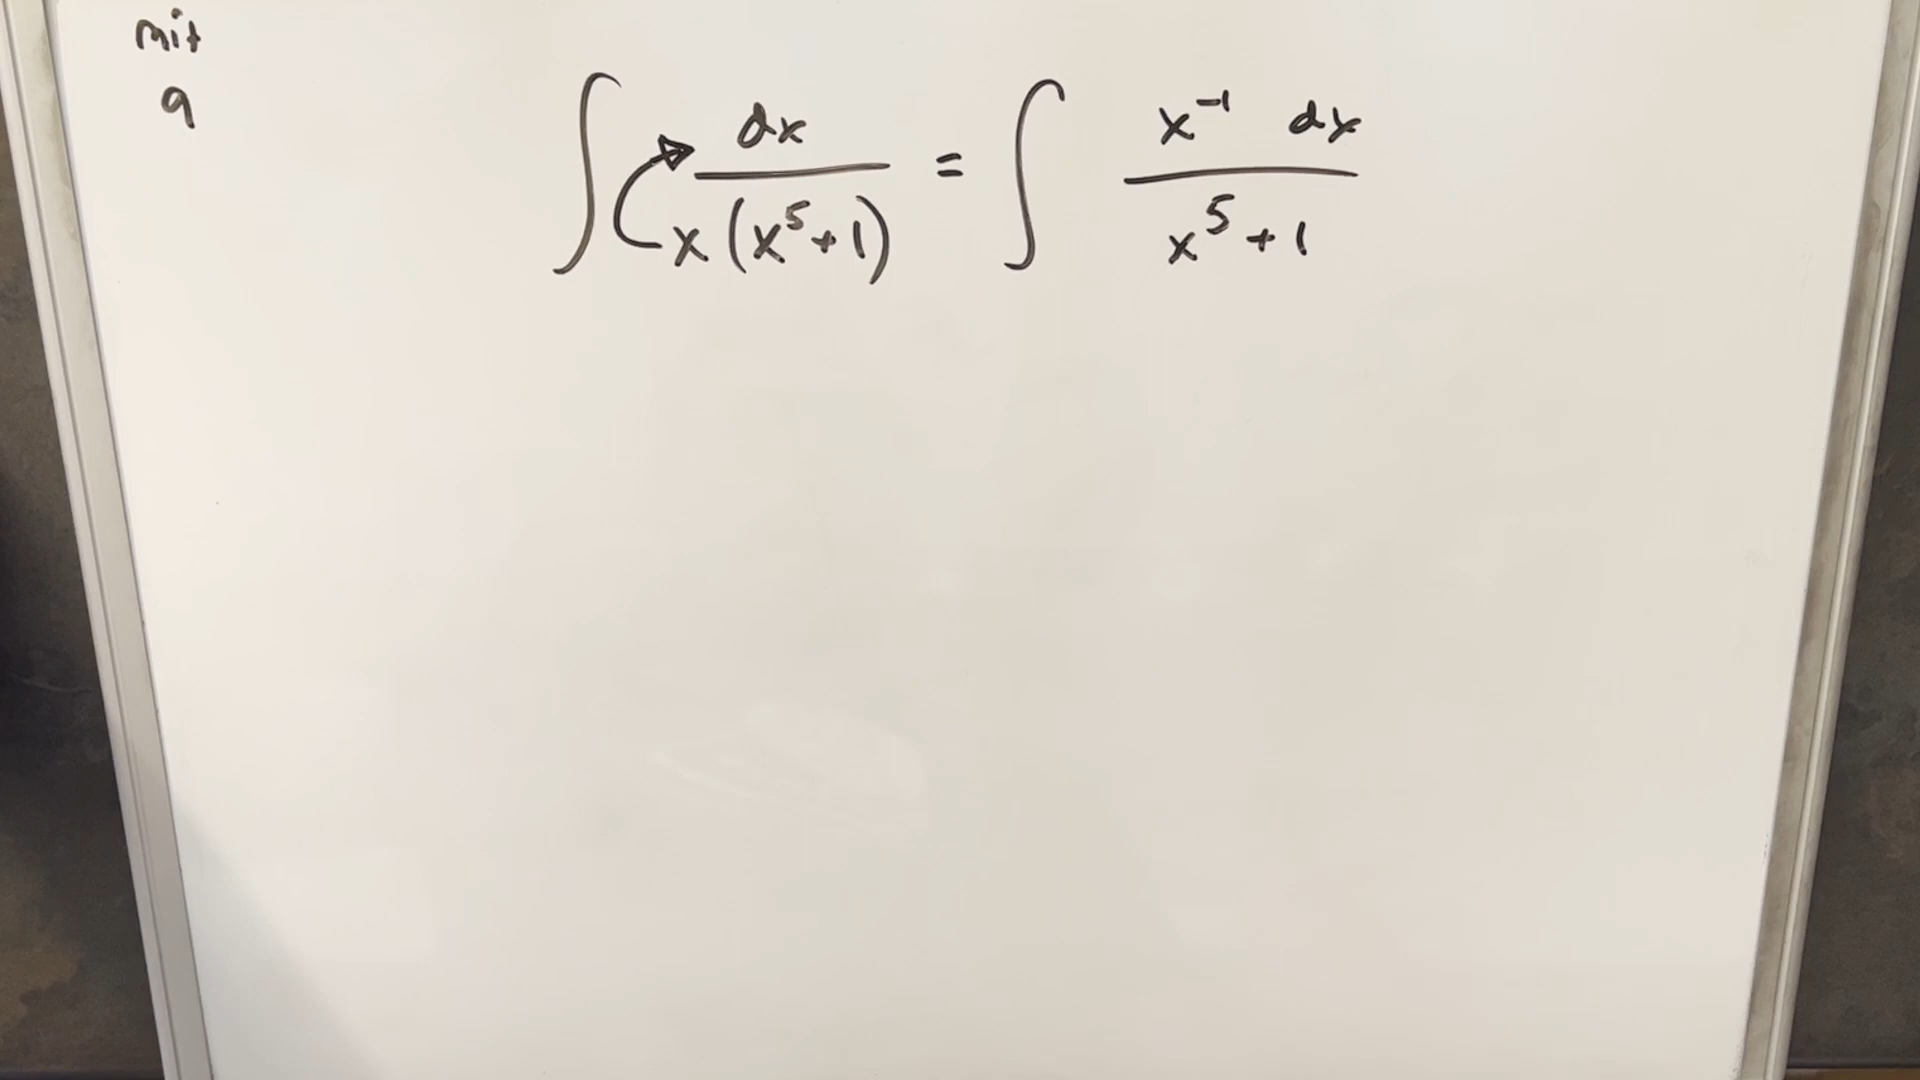 mit
9
∫ dx / x(x⁵+1) = ∫ x⁻¹ dx / x⁵+1